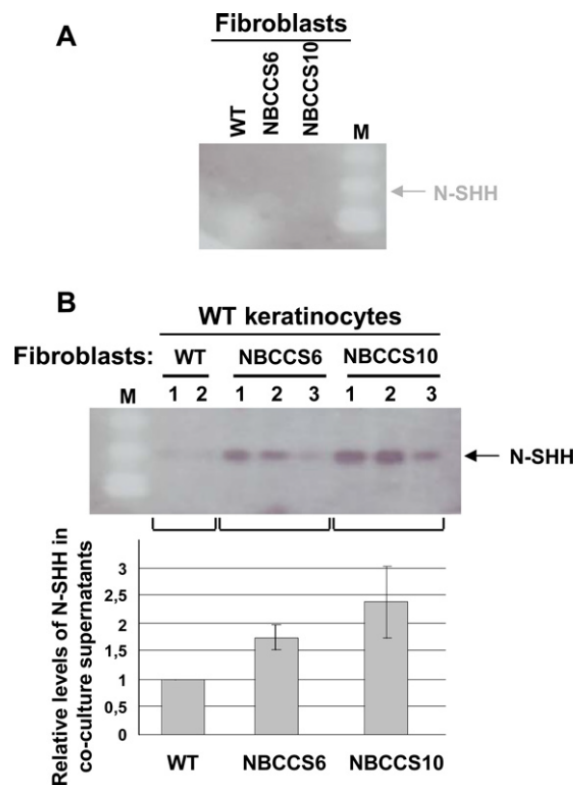 A
Fibroblasts
WT
NBCCS6
NBCCS10
M
N-SHH
B
WT keratinocytes
Fibroblasts: WT NBCCS6 NBCCS10
M 1 2 1 2 3 1 2 3
N-SHH
Relative levels of N-SHH in
co-culture supernatants
3
2,5
2
1,5
1
0,5
0
WT NBCCS6 NBCCS10